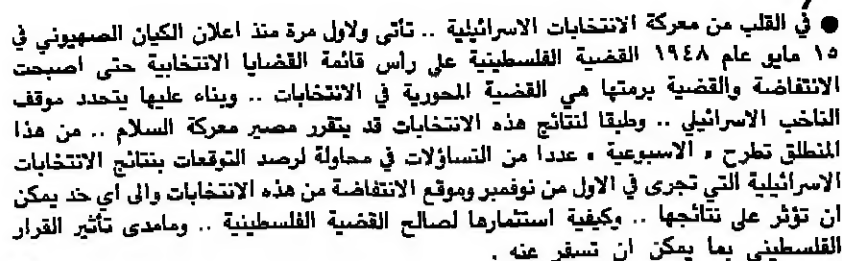 ● في القلب من معركة الانتخابات الاسرائيلية .. تأتى ولاول مرة منذ اعلان الكيان الصهيوني في
١٥ مايو عام ١٩٤٨ القضية الفلسطينية على رأس قائمة القضايا الانتخابية حتى اصبحت
الانتفاضة والقضية برمتها هي القضية المحورية في الانتخابات .. وبناء عليها يتحدد موقف
الناخب الاسرائيلي .. وطبقا لنتائج هذه الانتخابات قد يتقرر مصير معركة السلام .. من هذا
المنطلق تطرح « الاسبوعية » عددا من التساؤلات في محاولة لرصد التوقعات بنتائج الانتخابات
الاسرائيلية التي تجرى في الاول من نوفمبر وموقع الانتفاضة من هذه الانتخابات والى اي حد يمكن
ان تؤثر على نتائجها .. وكيفية استثمارها لصالح القضية الفلسطينية .. ومامدى تأثير القرار
الفلسطيني بما يمكن ان تسفر عنه .